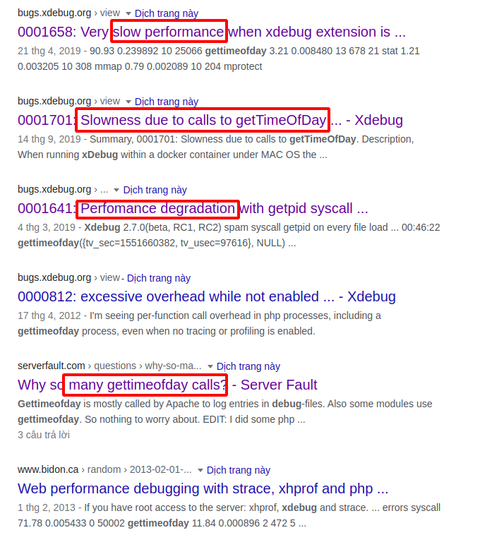 bugs.xdebug.org › view ▾ Dịch trang này
0001658: Very slow performance when xdebug extension is ...
21 thg 4, 2019 - 90.93 0.239892 10 25066 gettimeofday 3.21 0.008480 13 678 21 stat 1.21
0.003205 10 308 mmap 0.79 0.002089 10 204 mprotect
bugs.xdebug.org › view ▾ Dịch trang này
0001701: Slowness due to calls to getTimeOfDay ... - Xdebug
14 thg 9, 2019 - Summary, 0001701: Slowness due to calls to getTimeOfDay. Description,
When running xDebug within a docker container under MAC OS the ...
bugs.xdebug.org › ... ▾ Dịch trang này
0001641: Perfomance degradation with getpid syscall ...
4 thg 3, 2019 - Xdebug 2.7.0(beta, RC1, RC2) spam syscall getpid on every file load ... 00:46:22
gettimeofday({tv_sec=1551660382, tv_usec=97616}, NULL) ...
bugs.xdebug.org › view ▾ Dịch trang này
0000812: excessive overhead while not enabled ... - Xdebug
17 thg 4, 2012 - I'm seeing per-function call overhead in php processes, including a
gettimeofday process, even when no tracing or profiling is enabled.
serverfault.com › questions › why-so-ma... ▾ Dịch trang này
Why so many gettimeofday calls? - Server Fault
Gettimeofday is mostly called by Apache to log entries in debug-files. Also some modules use
gettimeofday. So nothing to worry about. EDIT: I did some php ...
3 câu trả lời
www.bidon.ca › random › 2013-02-01-... ▾ Dịch trang này
Web performance debugging with strace, xhprof and php ...
1 thg 2, 2013 - If you have root access to the server: xhprof, xdebug and strace. ... errors syscall
71.78 0.005433 0 50002 gettimeofday 11.84 0.000896 2 472 5 ...